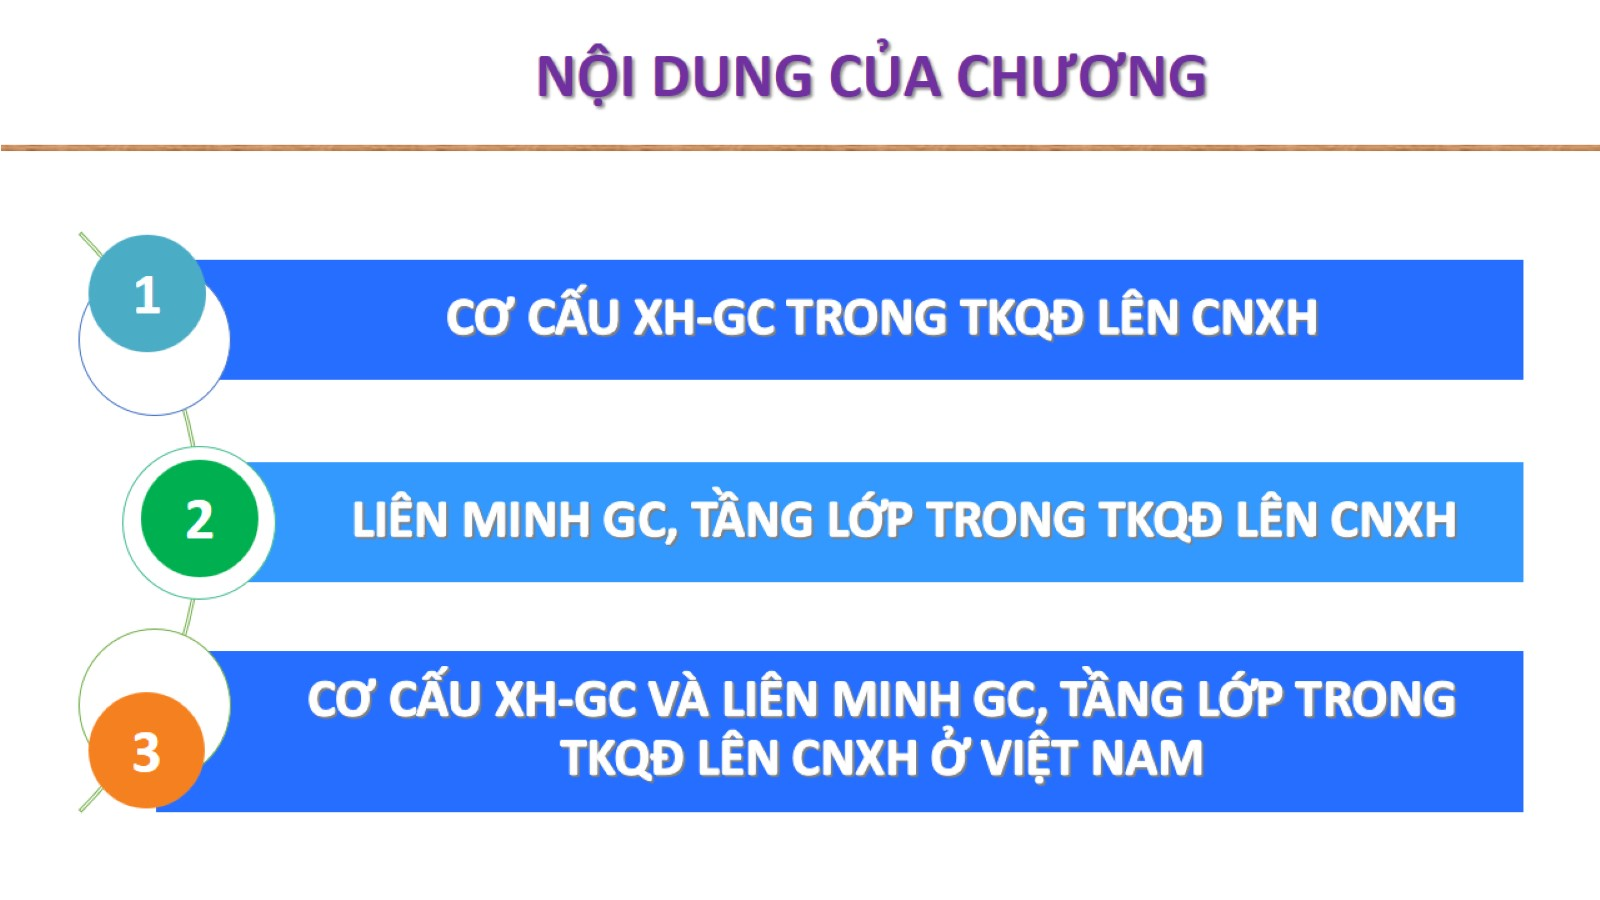 NỘI DUNG CỦA CHƯƠNG
1
CƠ CẤU XH-GC TRONG TKQĐ LÊN CNXH
2
LIÊN MINH GC, TẦNG LỚP TRONG TKQĐ LÊN CNXH
3
CƠ CẤU XH-GC VÀ LIÊN MINH GC, TẦNG LỚP TRONG
TKQĐ LÊN CNXH Ở VIỆT NAM